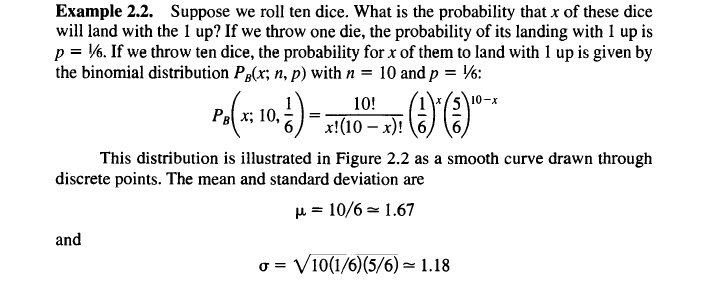 Example 2.2. Suppose we roll ten dice. What is the probability that x of these dice
will land with the 1 up? If we throw one die, the probability of its landing with 1 up is
p = ⅙. If we throw ten dice, the probability for x of them to land with 1 up is given by
the binomial distribution P_B(x; n, p) with n = 10 and p = ⅙:
P_B(x; 10, 1/6) = 10!/(x!(10 − x)!) (1/6)^x (5/6)^(10−x)
This distribution is illustrated in Figure 2.2 as a smooth curve drawn through
discrete points. The mean and standard deviation are
μ = 10/6 ≃ 1.67
and
σ = √10(1/6)(5/6) ≃ 1.18